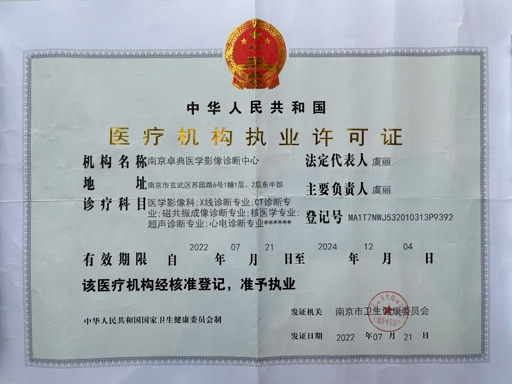 中华人民共和国
医疗机构执业许可证
机构名称 南京卓典医学影像诊断中心 法定代表人 虞丽
地 址 南京市玄武区苏园路6号1幢1层、2层东半部 主要负责人 虞丽
诊疗科目 医学影像科;X线诊断专业;CT诊断专
业;磁共振成像诊断专业;核医学专业;
超声诊断专业;心电诊断专业****** 登记号 MA1T7NWJ532010313P9392
有效期限 自 2022 年 07 月 21 日至 2024 年 12 月 04 日
该医疗机构经核准登记，准予执业
发证机关 南京市卫生健康委员会
中华人民共和国国家卫生健康委员会制
发证日期 2022 年 07 月 21 日